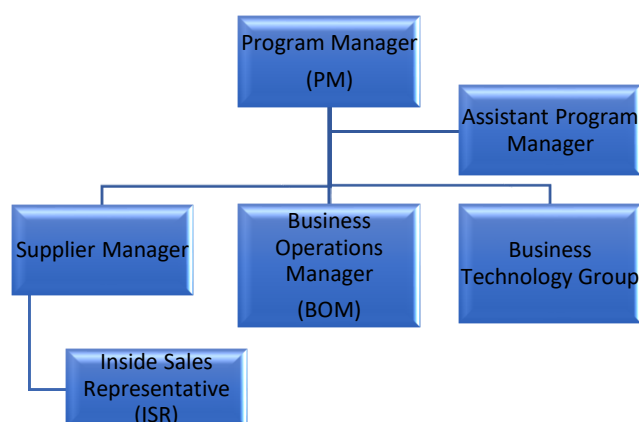 Program Manager
(PM)
Assistant Program
Manager
Supplier Manager
Business
Operations
Manager
(BOM)
Business
Technology Group
Inside Sales
Representative
(ISR)